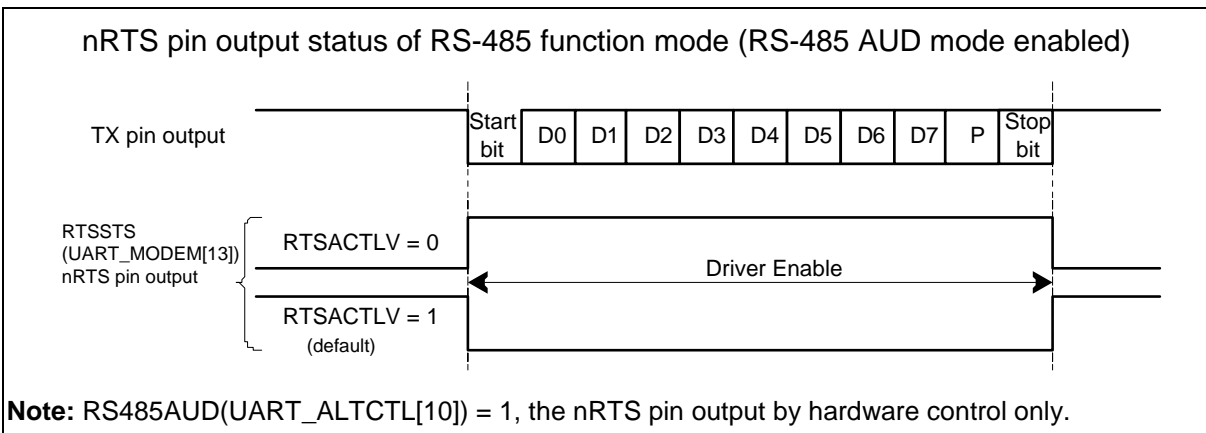 nRTS pin output status of RS-485 function mode (RS-485 AUD mode enabled)
TX pin output
Start bit
D0
D1
D2
D3
D4
D5
D6
D7
P
Stop bit
RTSSTS
(UART_MODEM[13])
nRTS pin output
RTSACTLV = 0
Driver Enable
RTSACTLV = 1
(default)
Note: RS485AUD(UART_ALTCTL[10]) = 1, the nRTS pin output by hardware control only.